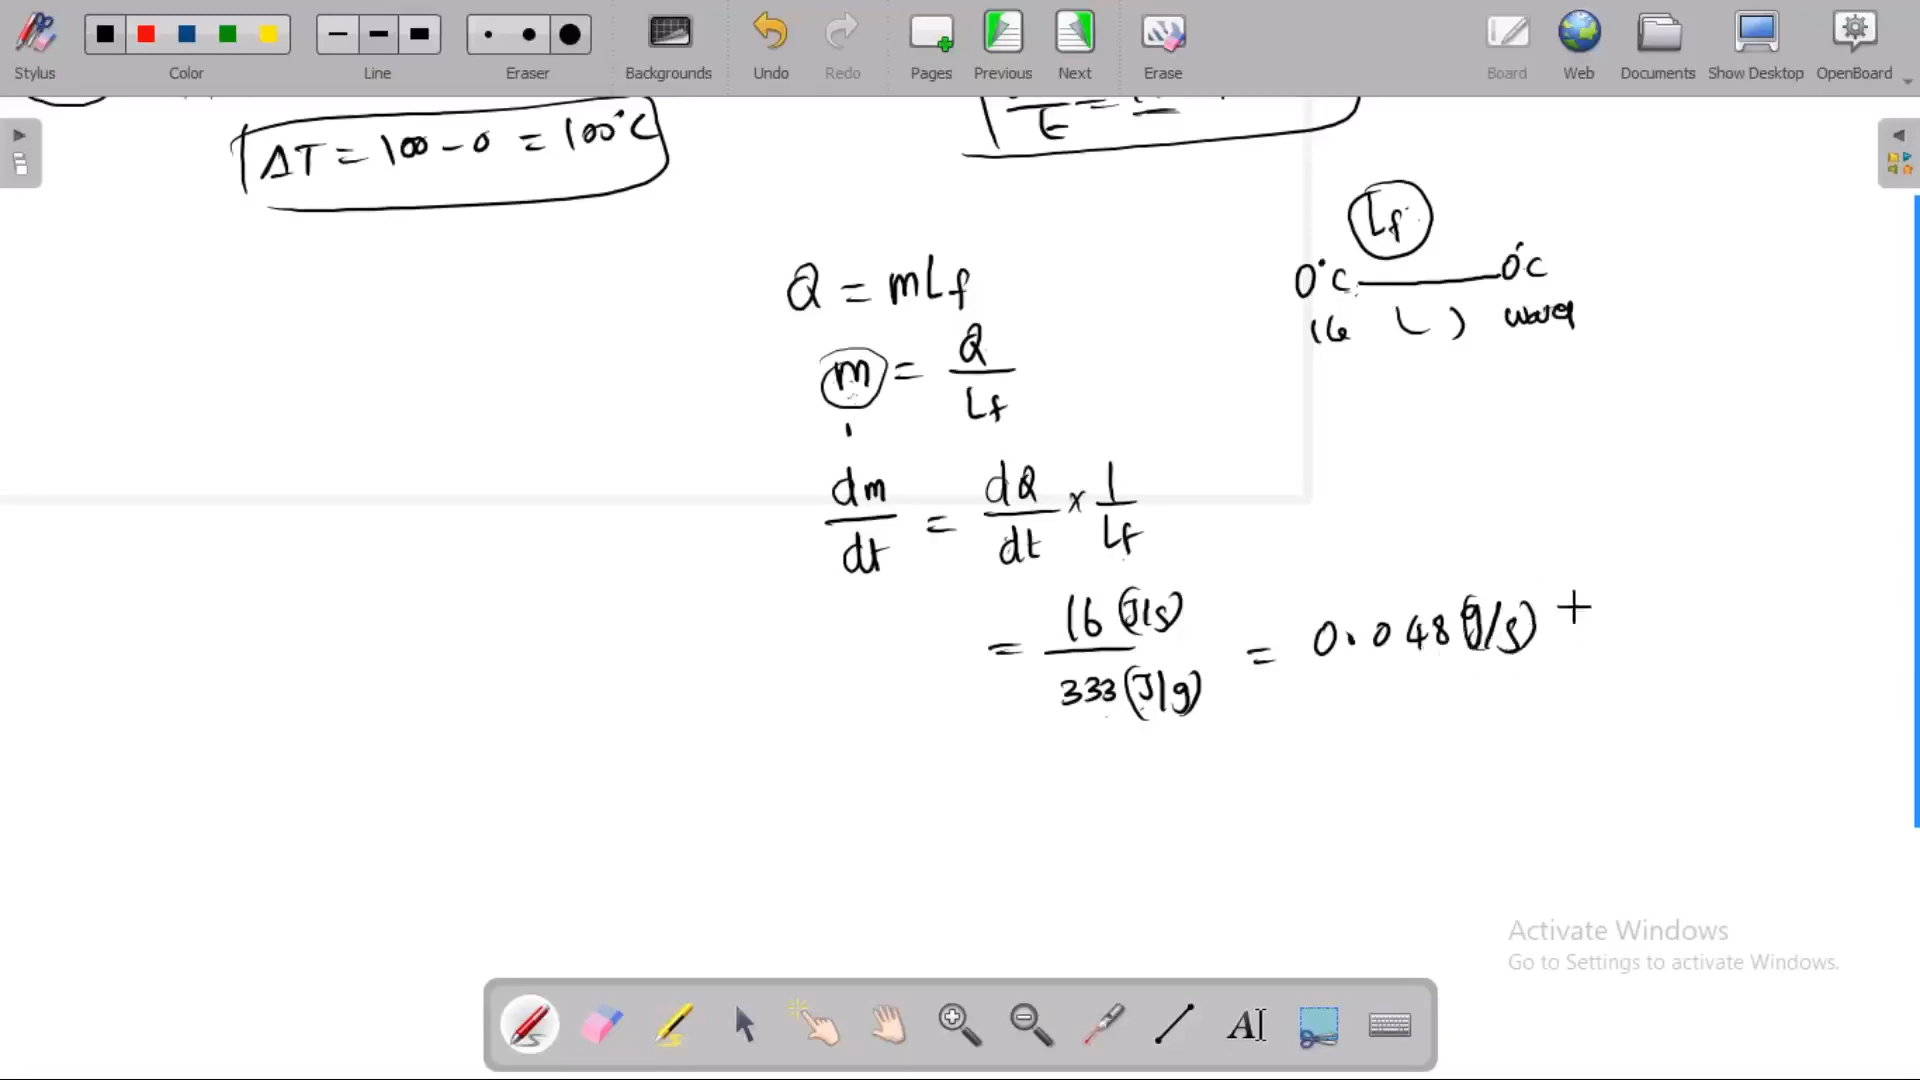 Stylus
Color
Line
Eraser
Backgrounds
Undo
Redo
Pages
Previous
Next
Erase
Board
Web
Documents
Show Desktop
OpenBoard
ΔT = 100 - 0 = 100°C
t =
Lf
0°C 0°C
Q = mLf
m = Q / Lf
dm/dt = dQ/dt × 1/Lf
= 16 (J/s) / 333 (J/g) = 0.048 (g/s)
Activate Windows
Go to Settings to activate Windows.
AI